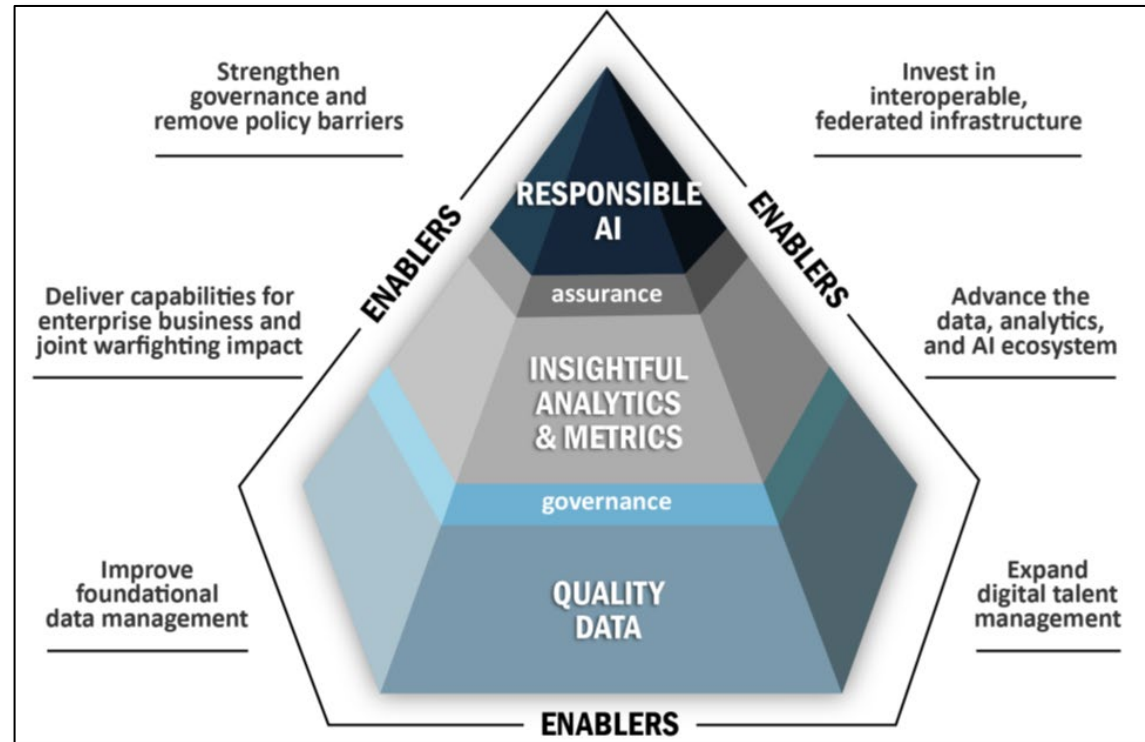 Strengthen
governance and
remove policy barriers
Invest in
interoperable,
federated infrastructure
RESPONSIBLE
AI
ENABLERS
ENABLERS
assurance
Deliver capabilities for
enterprise business and
joint warfighting impact
Advance the
data, analytics,
and AI ecosystem
INSIGHTFUL
ANALYTICS
& METRICS
governance
Improve
foundational
data management
QUALITY
DATA
Expand
digital talent
management
ENABLERS